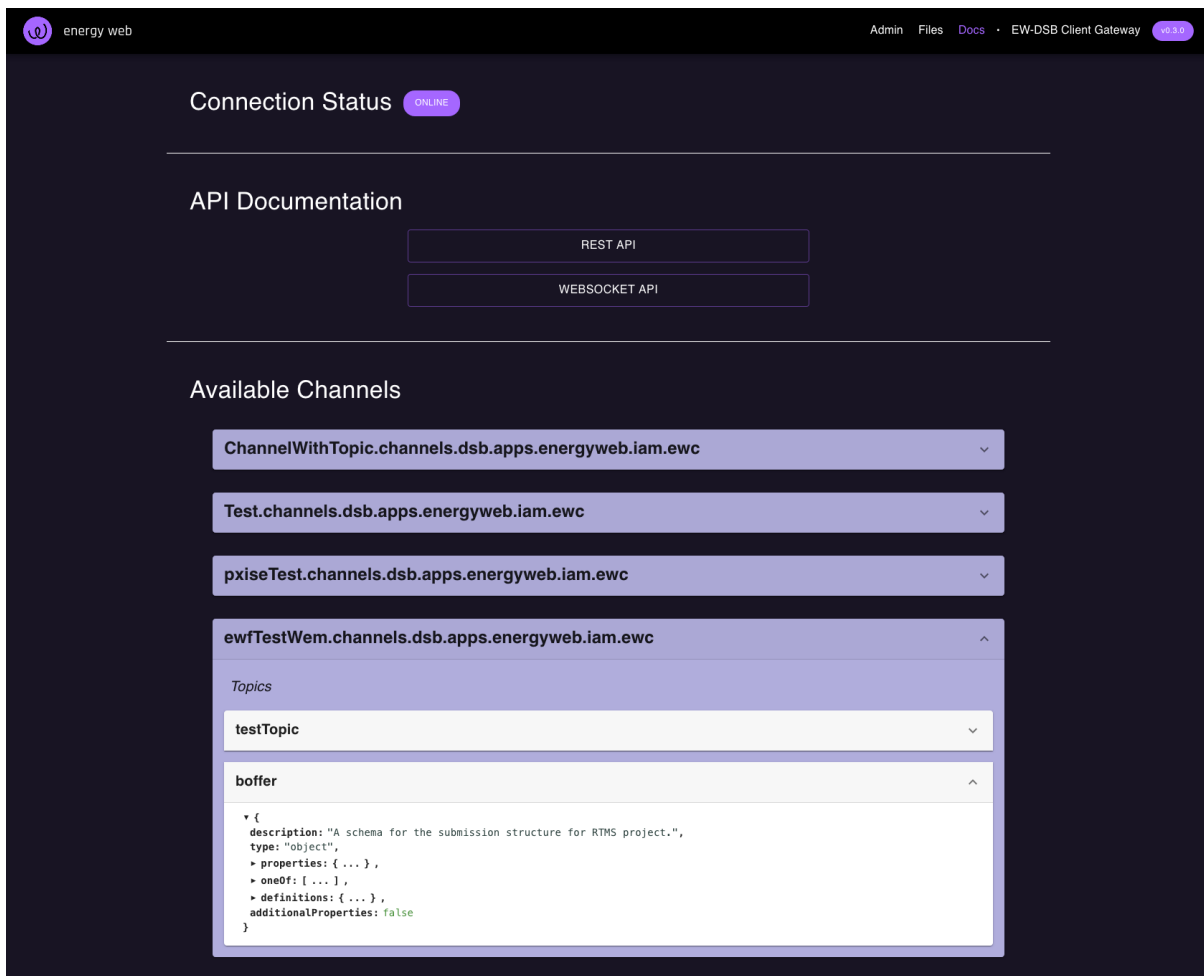 energy web
Admin Files Docs · EW-DSB Client Gateway v0.3.0
Connection Status ONLINE
API Documentation
REST API
WEBSOCKET API
Available Channels
ChannelWithTopic.channels.dsb.apps.energyweb.iam.ewc
Test.channels.dsb.apps.energyweb.iam.ewc
pxiseTest.channels.dsb.apps.energyweb.iam.ewc
ewfTestWem.channels.dsb.apps.energyweb.iam.ewc
Topics
testTopic
boffer
▼ {
description: "A schema for the submission structure for RTMS project.",
type: "object",
▶ properties: { ... } ,
▶ oneOf: [ ... ] ,
▶ definitions: { ... } ,
additionalProperties: false
}